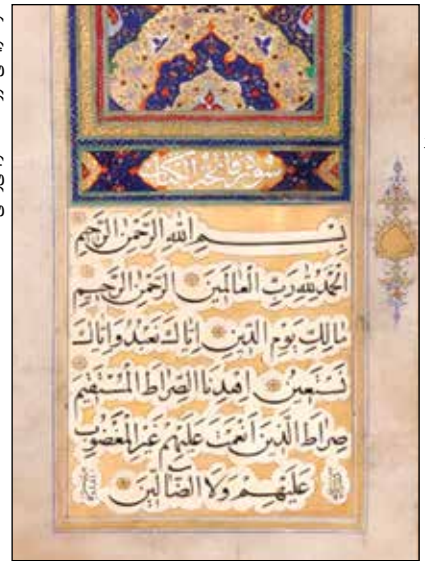 سورة فاتحة الكتاب
بسم الله الرحمن الرحيم
الحمد لله رب العالمين الرحمن الرحيم
مالك يوم الدين اياك نعبد واياك
نستعين اهدنا الصراط المستقيم
صراط الذين انعمت عليهم غير المغضوب
عليهم ولا الضالين